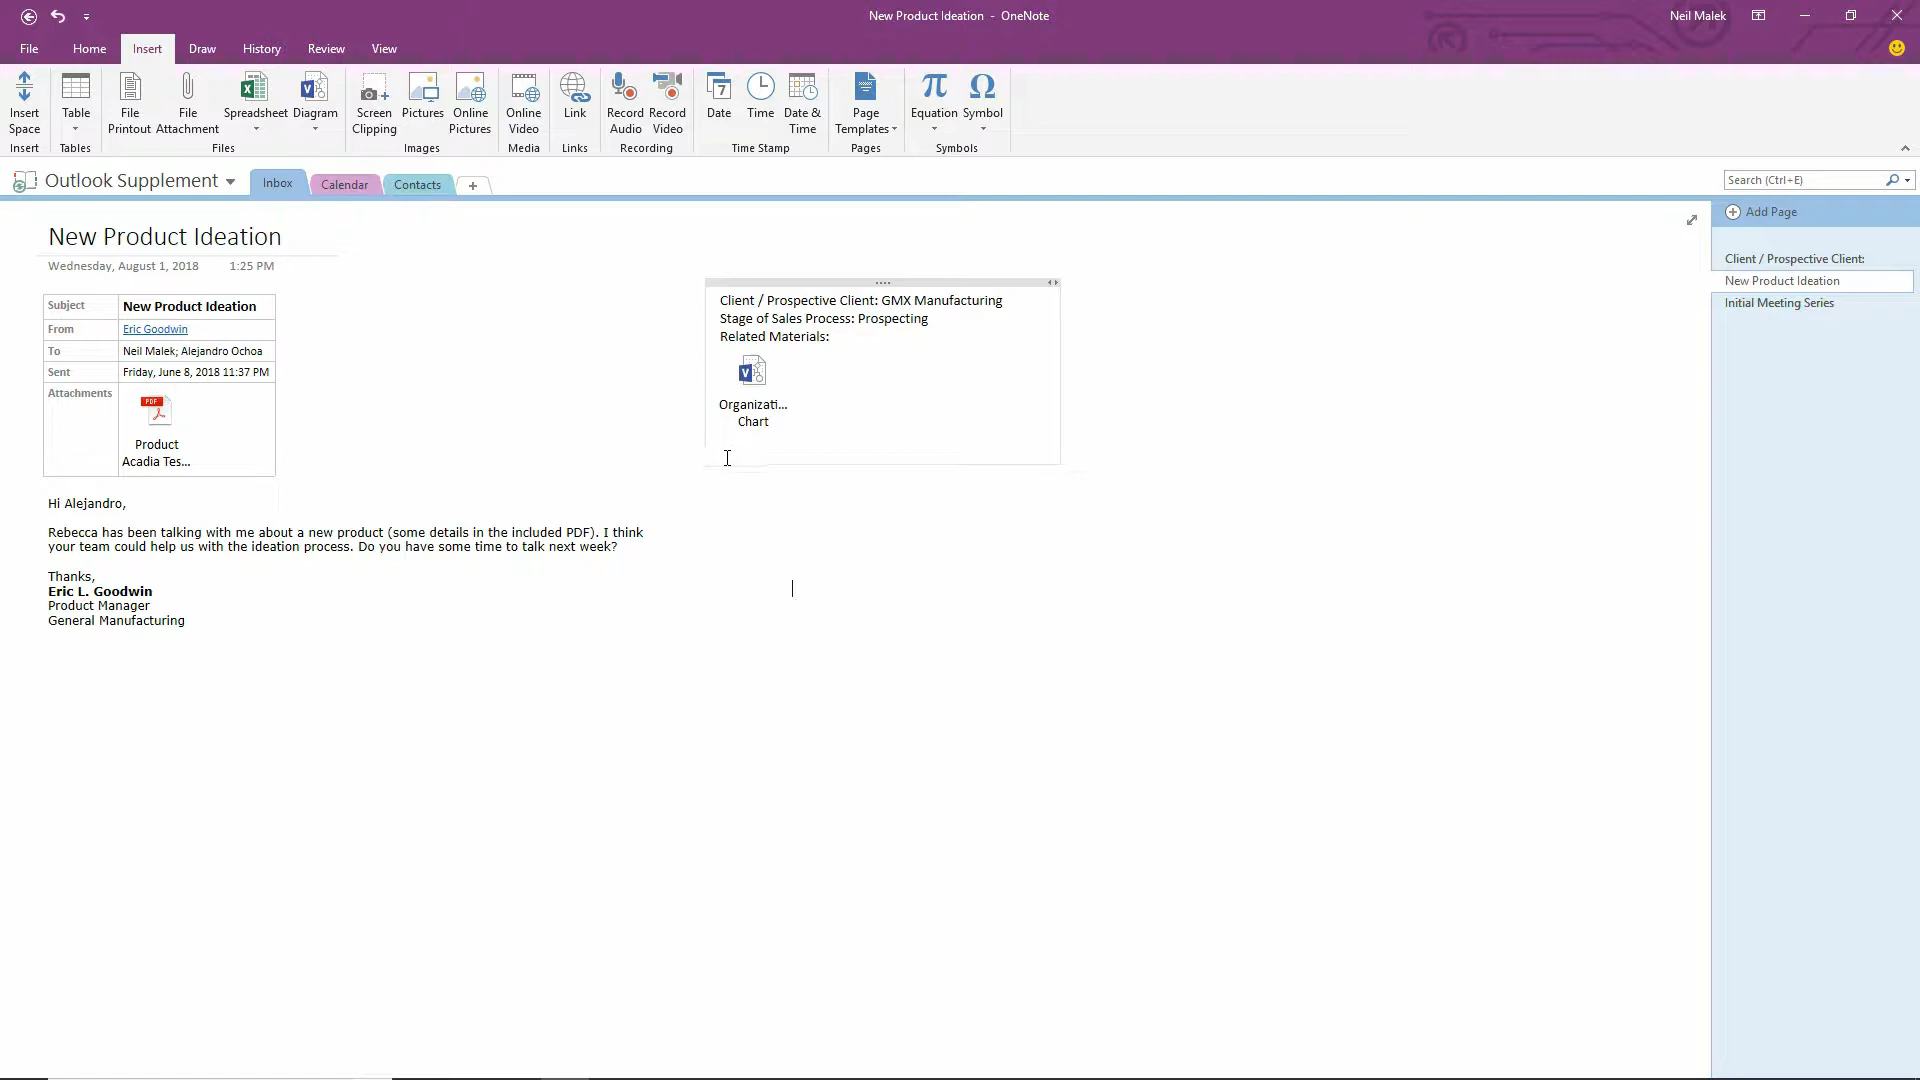 New Product Ideation - OneNote
Neil Malek
File
Home
Insert
Draw
History
Review
View
Insert Space
Table
File Printout
File Attachment
Spreadsheet
Diagram
Screen Clipping
Pictures
Online Pictures
Online Video
Link
Record Audio
Record Video
Date
7
Time
Date & Time
Page Templates
Equation
π
Symbol
Ω
Insert
Tables
Files
Images
Media
Links
Recording
Time Stamp
Pages
Symbols
Outlook Supplement
Inbox
Calendar
Contacts
+
Search (Ctrl+E)
New Product Ideation
Wednesday, August 1, 2018 1:25 PM
Subject New Product Ideation
From Eric Goodwin
To Neil Malek; Alejandro Ochoa
Sent Friday, June 8, 2018 11:37 PM
Attachments
PDF
Product
Acadia Tes...
Hi Alejandro,
Rebecca has been talking with me about a new product (some details in the included PDF). I think
your team could help us with the ideation process. Do you have some time to talk next week?
Thanks,
Eric L. Goodwin
Product Manager
General Manufacturing
Client / Prospective Client: GMX Manufacturing
Stage of Sales Process: Prospecting
Related Materials:
V
Organizati...
Chart
Add Page
Client / Prospective Client:
New Product Ideation
Initial Meeting Series